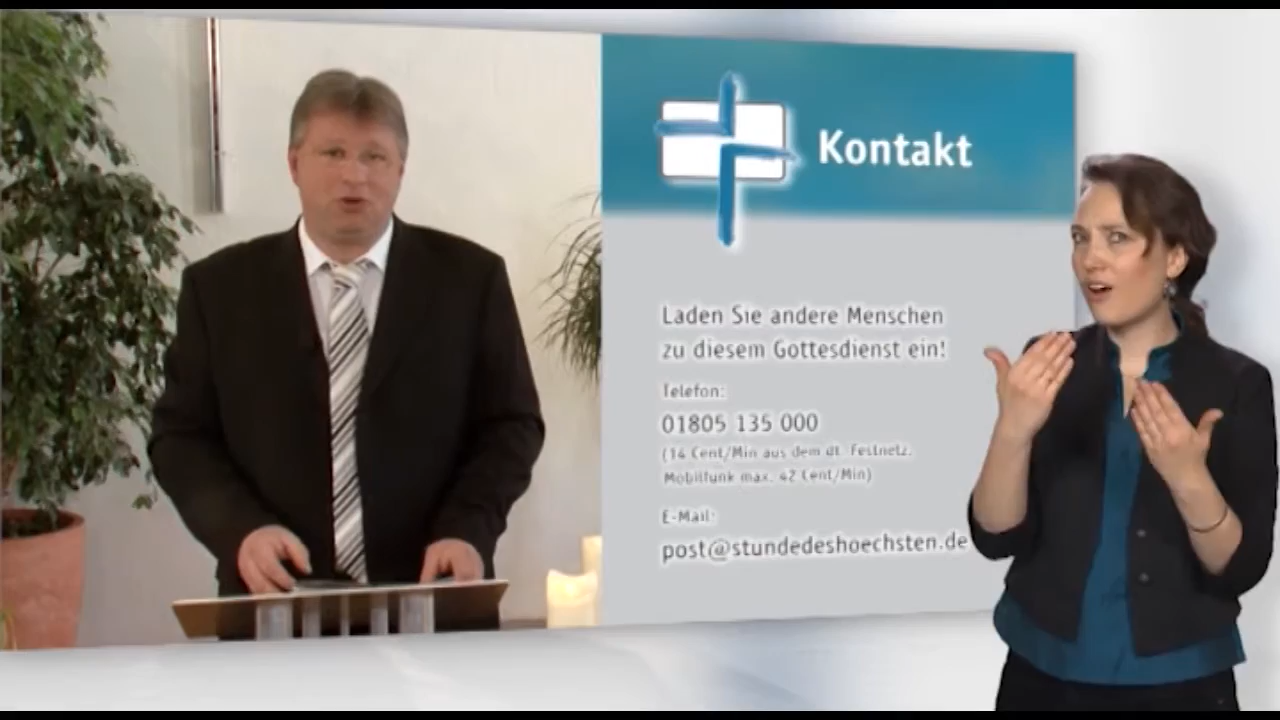 Kontakt
Laden Sie andere Menschen
zu diesem Gottesdienst ein!
Telefon:
01805 135 000
(14 Cent/Min aus dem dt. Festnetz,
Mobilfunk max. 42 Cent/Min)
E-Mail:
post@stundedeshoechsten.de